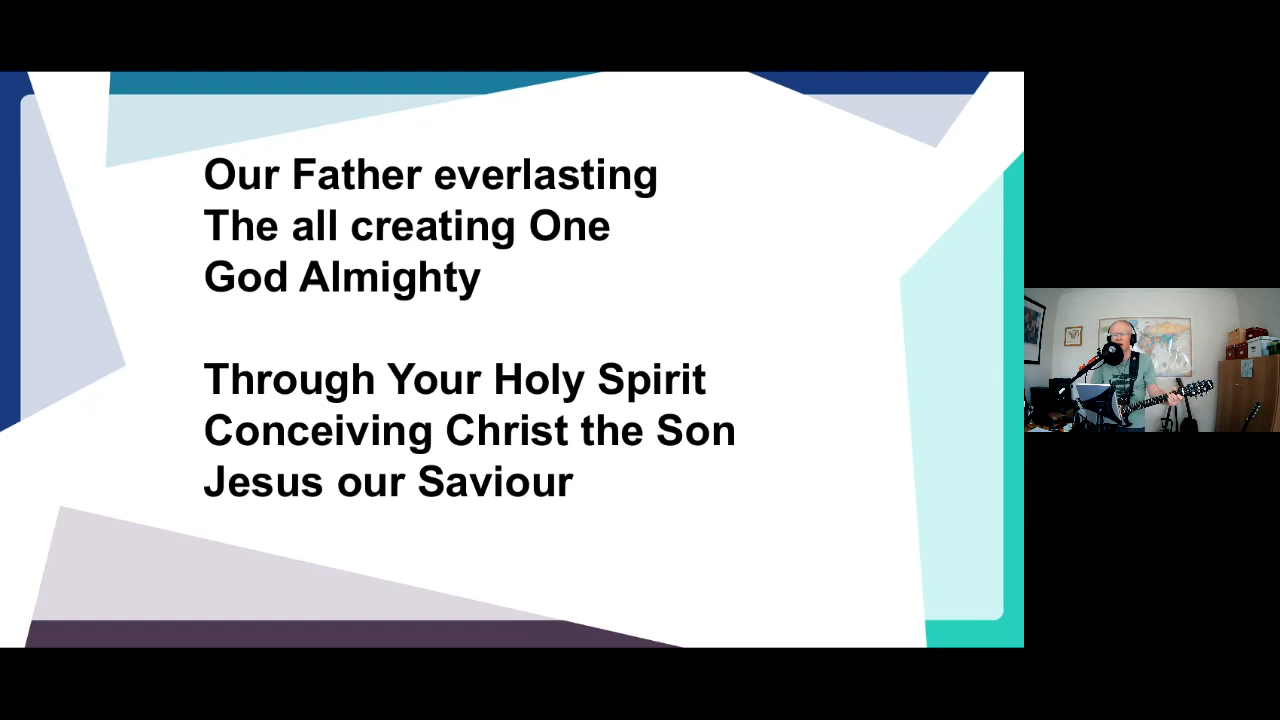 Our Father everlasting
The all creating One
God Almighty
Through Your Holy Spirit
Conceiving Christ the Son
Jesus our Saviour